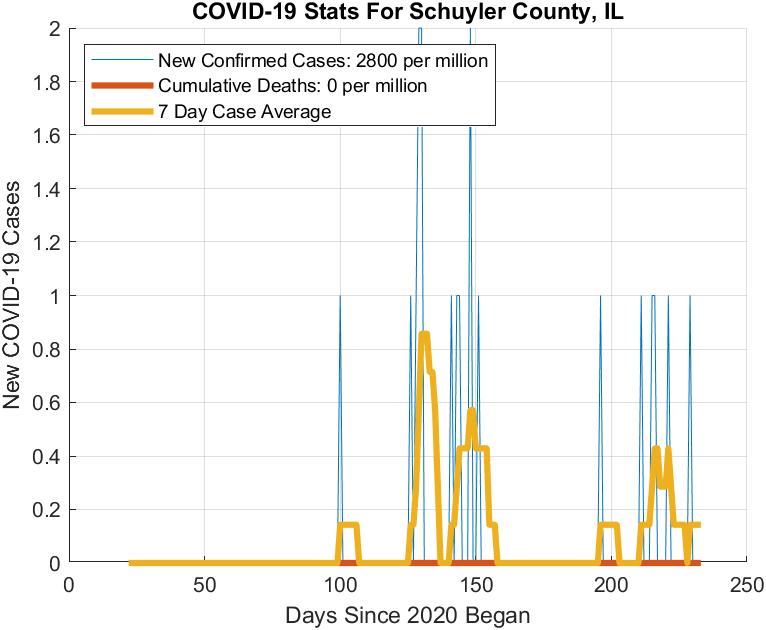 COVID-19 Stats For Schuyler County, IL
New Confirmed Cases: 2800 per million
Cumulative Deaths: 0 per million
7 Day Case Average
New COVID-19 Cases
2
1.8
1.6
1.4
1.2
1
0.8
0.6
0.4
0.2
0
0 50 100 150 200 250
Days Since 2020 Began